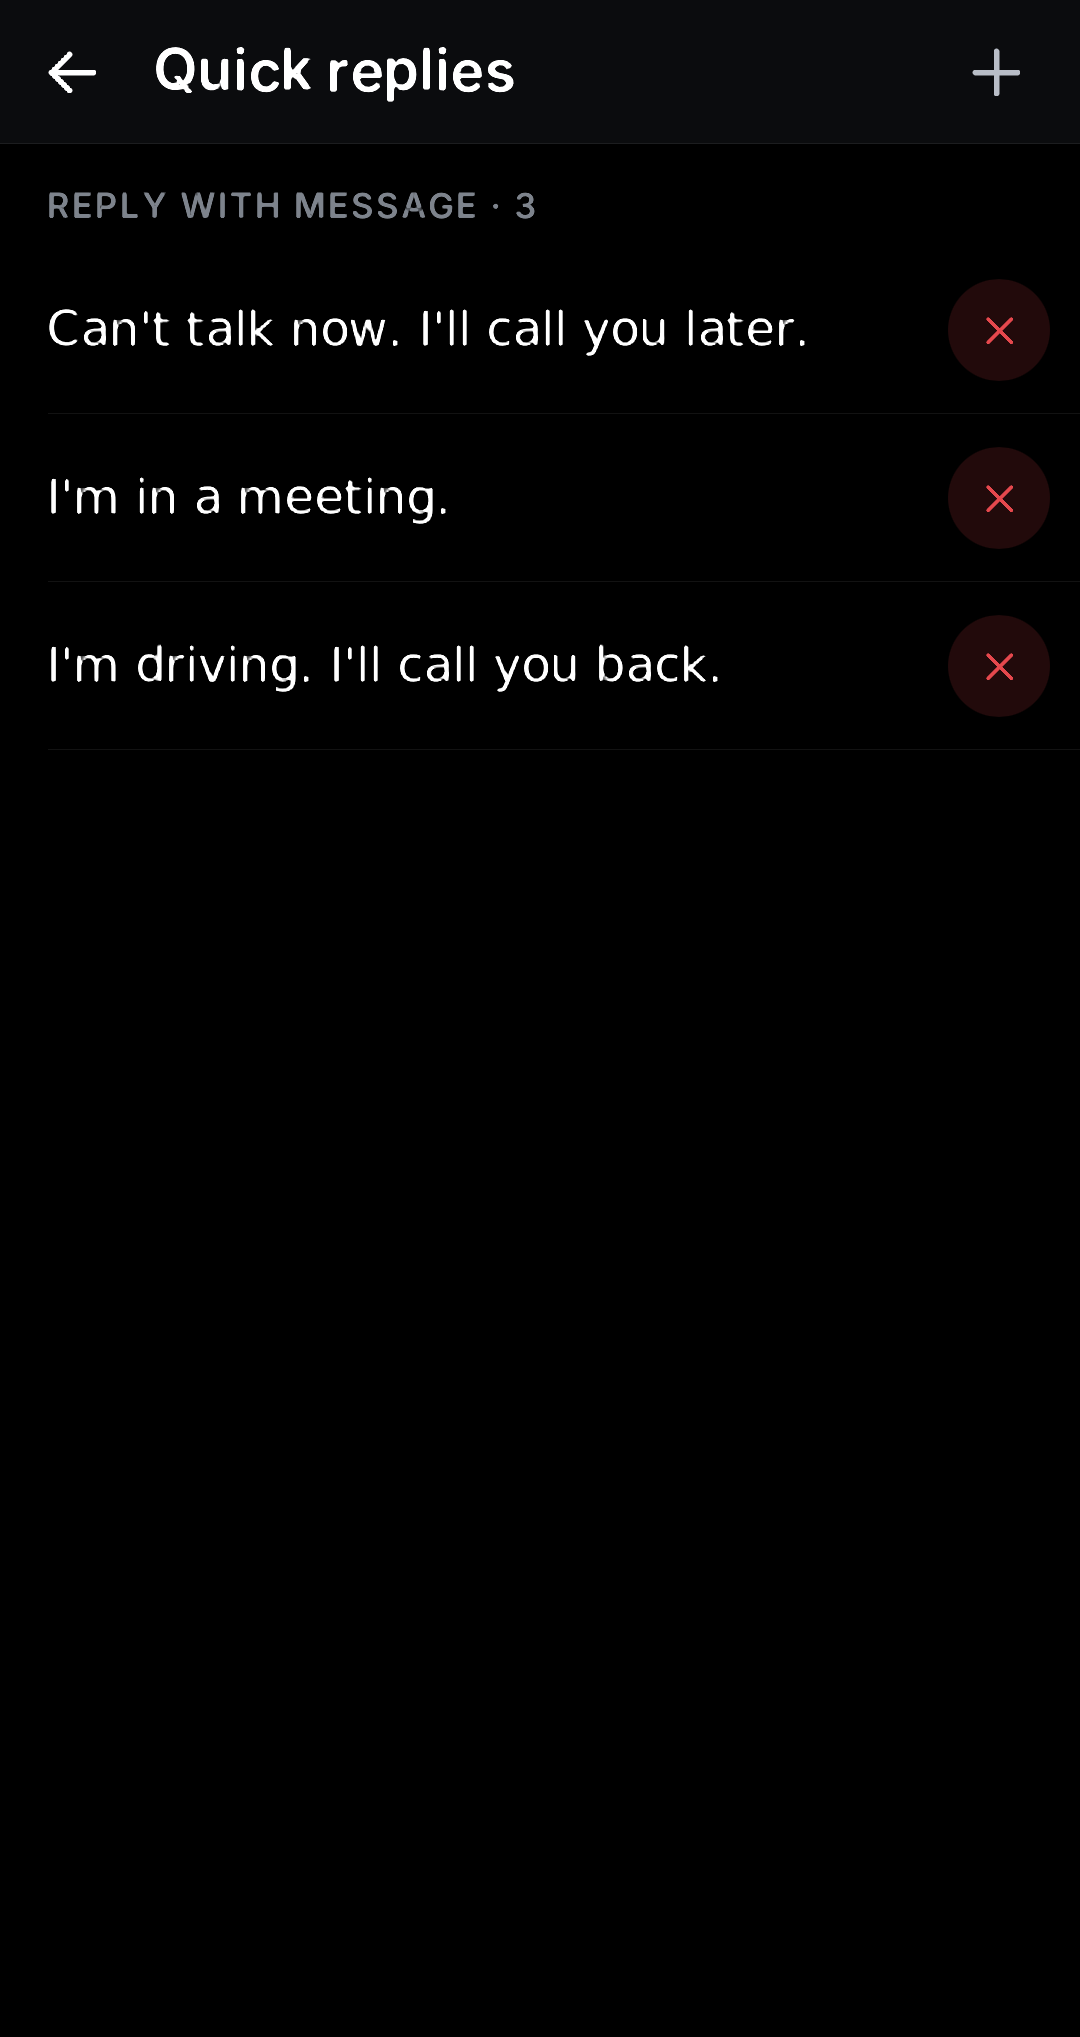 Quick replies
REPLY WITH MESSAGE · 3
Can't talk now. I'll call you later.
I'm in a meeting.
I'm driving. I'll call you back.